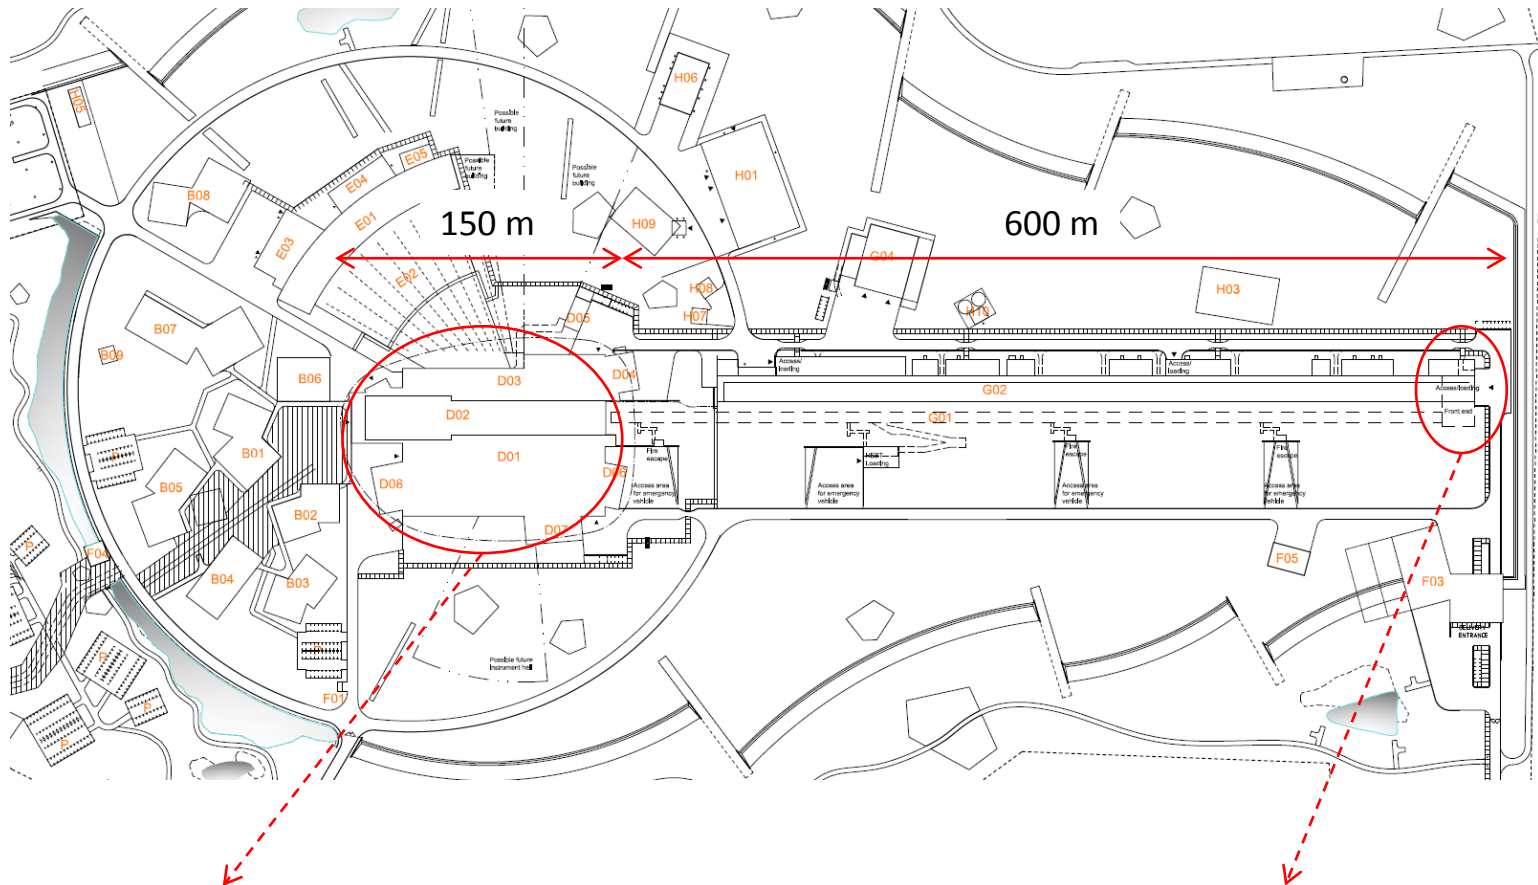 H06
H05
Possible
future
building
E05
Possible
future
building
Possible
future
building
H01
E04
B08
E01
150 m
600 m
H09
E03
E02
G04
H08
H03
H07
H10
D05
B07
B09
B06
D03
D04
Access/
loading
Access/
loading
Access/loading
G02
D02
G01
Front end
B01
D01
Fire
escape
HEBT
Loading
Fire
escape
Fire
escape
P
B05
D08
D06
Access area
for emergency
vehicle
Access area
for emergency
vehicle
Access area
for emergency
vehicle
Access area
for emergency
vehicle
B02
D07
P
F04
F05
B04
B03
F03
ENTRANCE
P
P
Possible future
instrument hall
F01
P
P